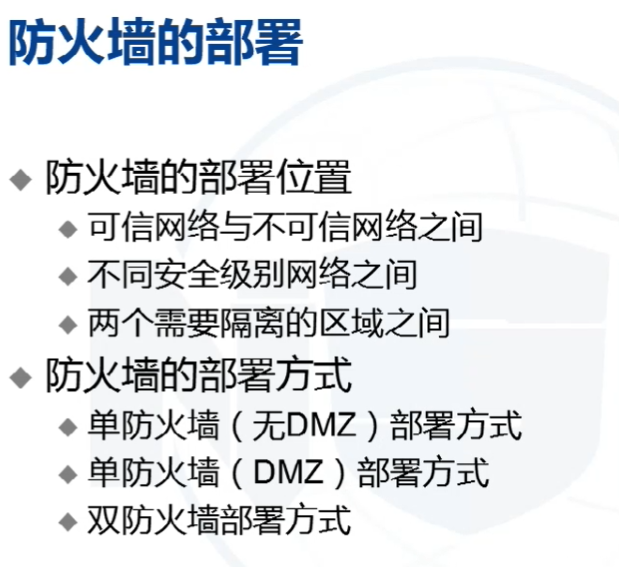 防火墙的部署
防火墙的部署位置
可信网络与不可信网络之间
不同安全级别网络之间
两个需要隔离的区域之间
防火墙的部署方式
单防火墙（无DMZ）部署方式
单防火墙（DMZ）部署方式
双防火墙部署方式